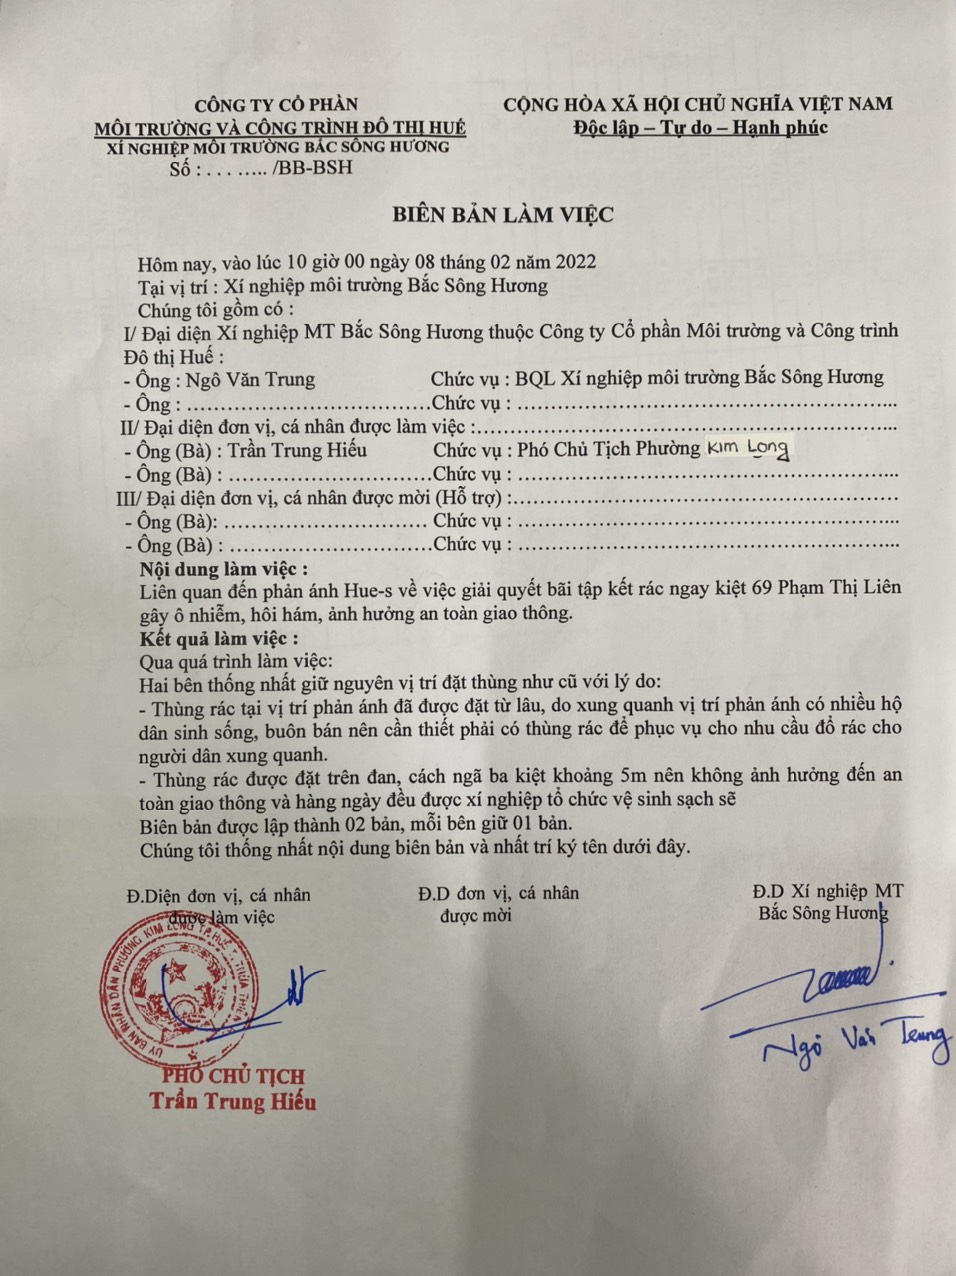 CÔNG TY CỔ PHẦN
MÔI TRƯỜNG VÀ CÔNG TRÌNH ĐÔ THỊ HUẾ
XÍ NGHIỆP MÔI TRƯỜNG BẮC SÔNG HƯƠNG
Số : . . . ..... /BB-BSH
CỘNG HÒA XÃ HỘI CHỦ NGHĨA VIỆT NAM
Độc lập – Tự do – Hạnh phúc
BIÊN BẢN LÀM VIỆC
Hôm nay, vào lúc 10 giờ 00 ngày 08 tháng 02 năm 2022
Tại vị trí : Xí nghiệp môi trường Bắc Sông Hương
Chúng tôi gồm có :
I/ Đại diện Xí nghiệp MT Bắc Sông Hương thuộc Công ty Cổ phần Môi trường và Công trình
Đô thị Huế :
- Ông : Ngô Văn Trung Chức vụ : BQL Xí nghiệp môi trường Bắc Sông Hương
- Ông : ……………………………….Chức vụ : …………………………………………………...
II/ Đại diện đơn vị, cá nhân được làm việc :………………………………………………………...
- Ông (Bà) : Trần Trung Hiếu Chức vụ : Phó Chủ Tịch Phường Kim Long
- Ông (Bà) : ………………………….Chức vụ : …………………………………………………...
III/ Đại diện đơn vị, cá nhân được mời (Hỗ trợ) :……………………………………………………
- Ông (Bà): …………………………. Chức vụ : …………………………………………………...
- Ông (Bà) : ………………………….Chức vụ : …………………………………………………...
Nội dung làm việc :
Liên quan đến phản ánh Hue-s về việc giải quyết bãi tập kết rác ngay kiệt 69 Phạm Thị Liên
gây ô nhiễm, hôi hám, ảnh hưởng an toàn giao thông.
Kết quả làm việc :
Qua quá trình làm việc:
Hai bên thống nhất giữ nguyên vị trí đặt thùng như cũ với lý do:
- Thùng rác tại vị trí phản ánh đã được đặt từ lâu, do xung quanh vị trí phản ánh có nhiều hộ
dân sinh sống, buôn bán nên cần thiết phải có thùng rác để phục vụ cho nhu cầu đổ rác cho
người dân xung quanh.
- Thùng rác được đặt trên đan, cách ngã ba kiệt khoảng 5m nên không ảnh hưởng đến an
toàn giao thông và hàng ngày đều được xí nghiệp tổ chức vệ sinh sạch sẽ
Biên bản được lập thành 02 bản, mỗi bên giữ 01 bản.
Chúng tôi thống nhất nội dung biên bản và nhất trí ký tên dưới đây.
Đ.Diện đơn vị, cá nhân
được làm việc
Đ.D đơn vị, cá nhân
được mời
Đ.D Xí nghiệp MT
Bắc Sông Hương
ỦY BAN NHÂN DÂN PHƯỜNG KIM LONG TP HUẾ T. THỪA THIÊN
PHÓ CHỦ TỊCH
Trần Trung Hiếu
Ngô Văn Trung